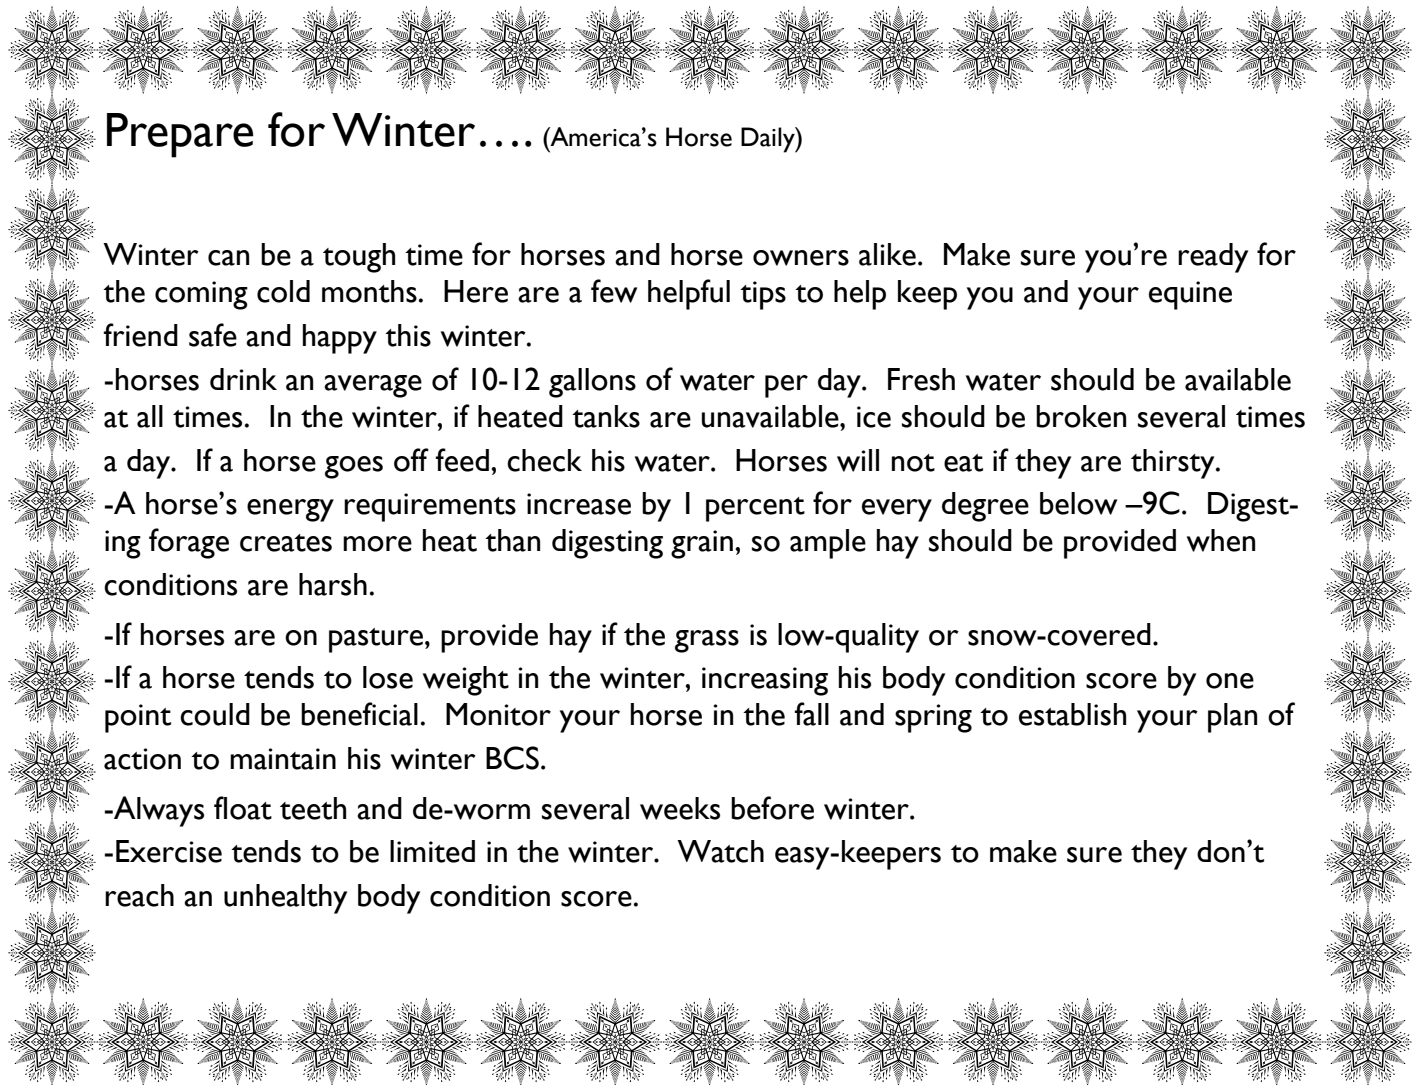 Prepare for Winter…. (America’s Horse Daily)
Winter can be a tough time for horses and horse owners alike.  Make sure you’re ready for
the coming cold months.  Here are a few helpful tips to help keep you and your equine
friend safe and happy this winter.
-horses drink an average of 10-12 gallons of water per day.  Fresh water should be available
at all times.  In the winter, if heated tanks are unavailable, ice should be broken several times
a day.  If a horse goes off feed, check his water.  Horses will not eat if they are thirsty.
-A horse’s energy requirements increase by 1 percent for every degree below –9C.  Digest-
ing forage creates more heat than digesting grain, so ample hay should be provided when
conditions are harsh.
-If horses are on pasture, provide hay if the grass is low-quality or snow-covered.
-If a horse tends to lose weight in the winter, increasing his body condition score by one
point could be beneficial.  Monitor your horse in the fall and spring to establish your plan of
action to maintain his winter BCS.
-Always float teeth and de-worm several weeks before winter.
-Exercise tends to be limited in the winter.  Watch easy-keepers to make sure they don’t
reach an unhealthy body condition score.